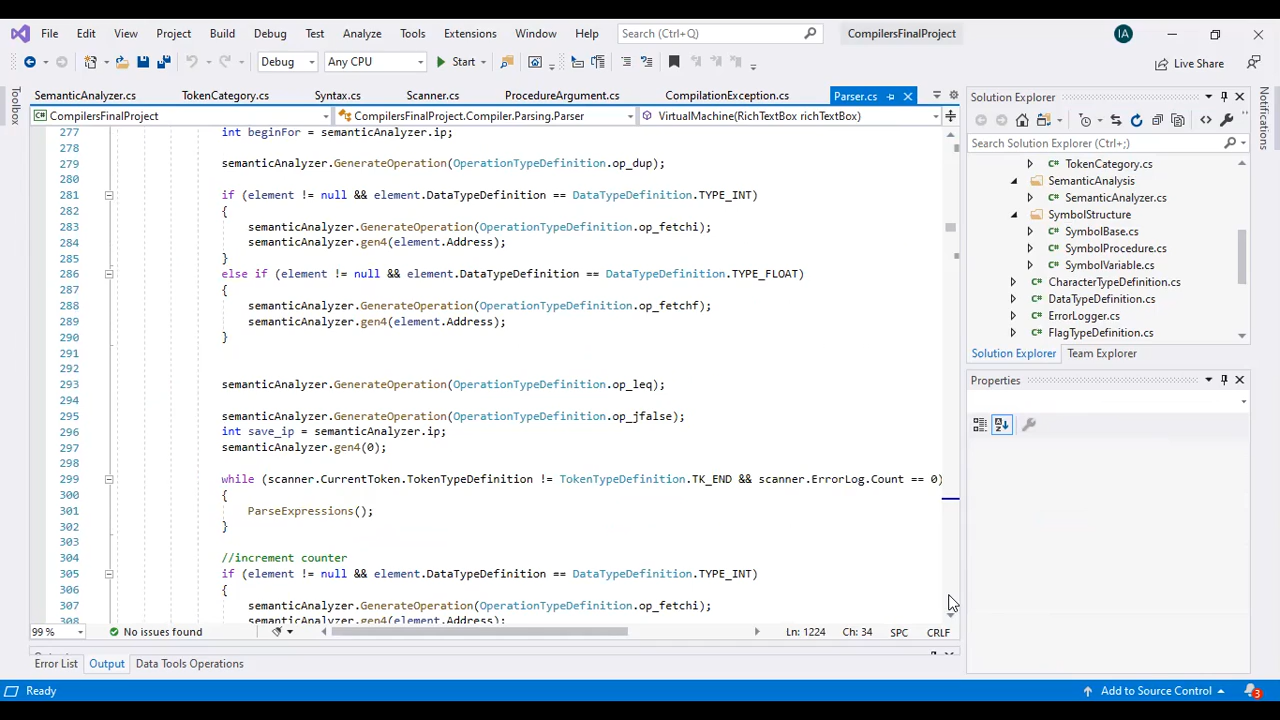 File Edit View Project Build Debug Test Analyze Tools Extensions Window Help Search (Ctrl+Q) CompilersFinalProject IA
Debug Any CPU Start Live Share
SemanticAnalyzer.cs TokenCategory.cs Syntax.cs Scanner.cs ProcedureArgument.cs CompilationException.cs Parser.cs
CompilersFinalProject CompilersFinalProject.Compiler.Parsing.Parser VirtualMachine(RichTextBox richTextBox)
Toolbox
277 int beginFor = semanticAnalyzer.ip;
278
279 semanticAnalyzer.GenerateOperation(OperationTypeDefinition.op_dup);
280
281 if (element != null && element.DataTypeDefinition == DataTypeDefinition.TYPE_INT)
282 {
283 semanticAnalyzer.GenerateOperation(OperationTypeDefinition.op_fetchi);
284 semanticAnalyzer.gen4(element.Address);
285 }
286 else if (element != null && element.DataTypeDefinition == DataTypeDefinition.TYPE_FLOAT)
287 {
288 semanticAnalyzer.GenerateOperation(OperationTypeDefinition.op_fetchf);
289 semanticAnalyzer.gen4(element.Address);
290 }
291
292
293 semanticAnalyzer.GenerateOperation(OperationTypeDefinition.op_leq);
294
295 semanticAnalyzer.GenerateOperation(OperationTypeDefinition.op_jfalse);
296 int save_ip = semanticAnalyzer.ip;
297 semanticAnalyzer.gen4(0);
298
299 while (scanner.CurrentToken.TokenTypeDefinition != TokenTypeDefinition.TK_END && scanner.ErrorLog.Count == 0)
300 {
301 ParseExpressions();
302 }
303
304 //increment counter
305 if (element != null && element.DataTypeDefinition == DataTypeDefinition.TYPE_INT)
306 {
307 semanticAnalyzer.GenerateOperation(OperationTypeDefinition.op_fetchi);
308 semanticAnalyzer.gen4(element.Address);
99 % No issues found Ln: 1224 Ch: 34 SPC CRLF
Error List Output Data Tools Operations
Solution Explorer
Search Solution Explorer (Ctrl+;)
TokenCategory.cs
SemanticAnalysis
SemanticAnalyzer.cs
SymbolStructure
SymbolBase.cs
SymbolProcedure.cs
SymbolVariable.cs
CharacterTypeDefinition.cs
DataTypeDefinition.cs
ErrorLogger.cs
FlagTypeDefinition.cs
Solution Explorer Team Explorer
Properties
Notifications
Ready Add to Source Control 3